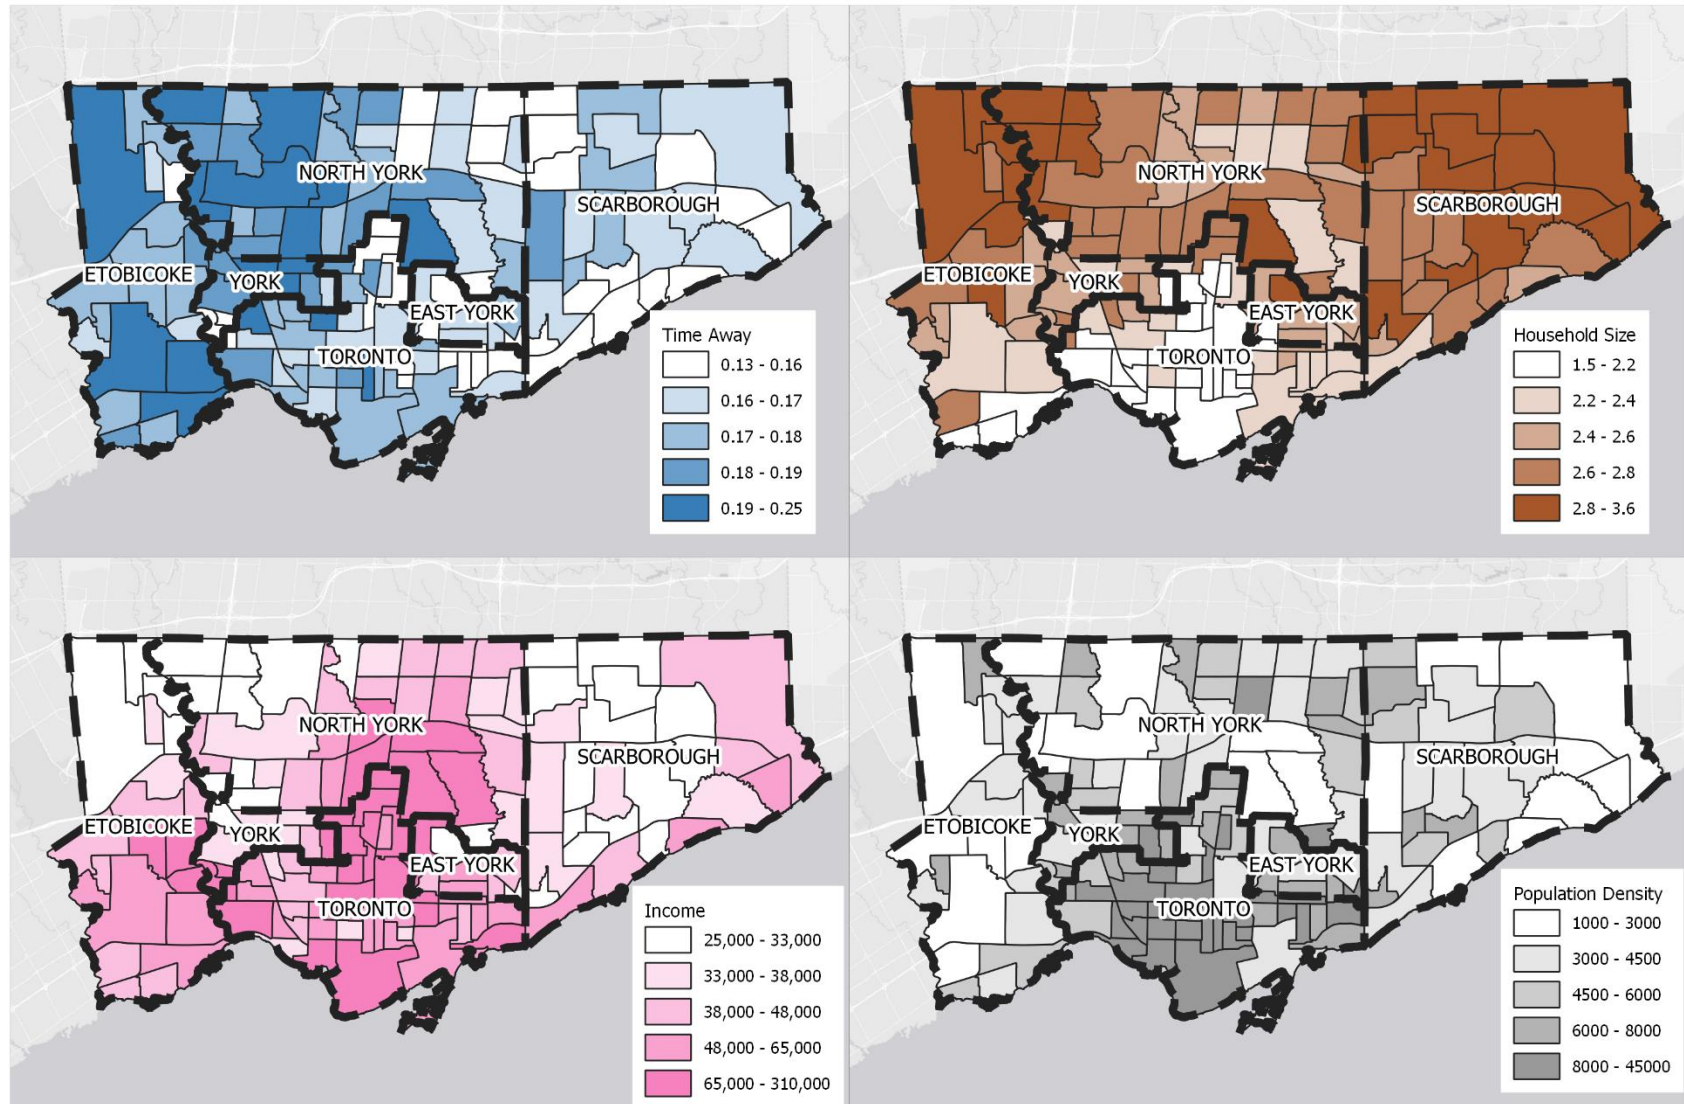 NORTH YORK
SCARBOROUGH
ETOBICOKE
YORK
EAST YORK
TORONTO
Time Away
0.13 - 0.16
0.16 - 0.17
0.17 - 0.18
0.18 - 0.19
0.19 - 0.25
NORTH YORK
SCARBOROUGH
ETOBICOKE
YORK
EAST YORK
TORONTO
Household Size
1.5 - 2.2
2.2 - 2.4
2.4 - 2.6
2.6 - 2.8
2.8 - 3.6
NORTH YORK
SCARBOROUGH
ETOBICOKE
YORK
EAST YORK
TORONTO
Income
25,000 - 33,000
33,000 - 38,000
38,000 - 48,000
48,000 - 65,000
65,000 - 310,000
NORTH YORK
SCARBOROUGH
ETOBICOKE
YORK
EAST YORK
TORONTO
Population Density
1000 - 3000
3000 - 4500
4500 - 6000
6000 - 8000
8000 - 45000